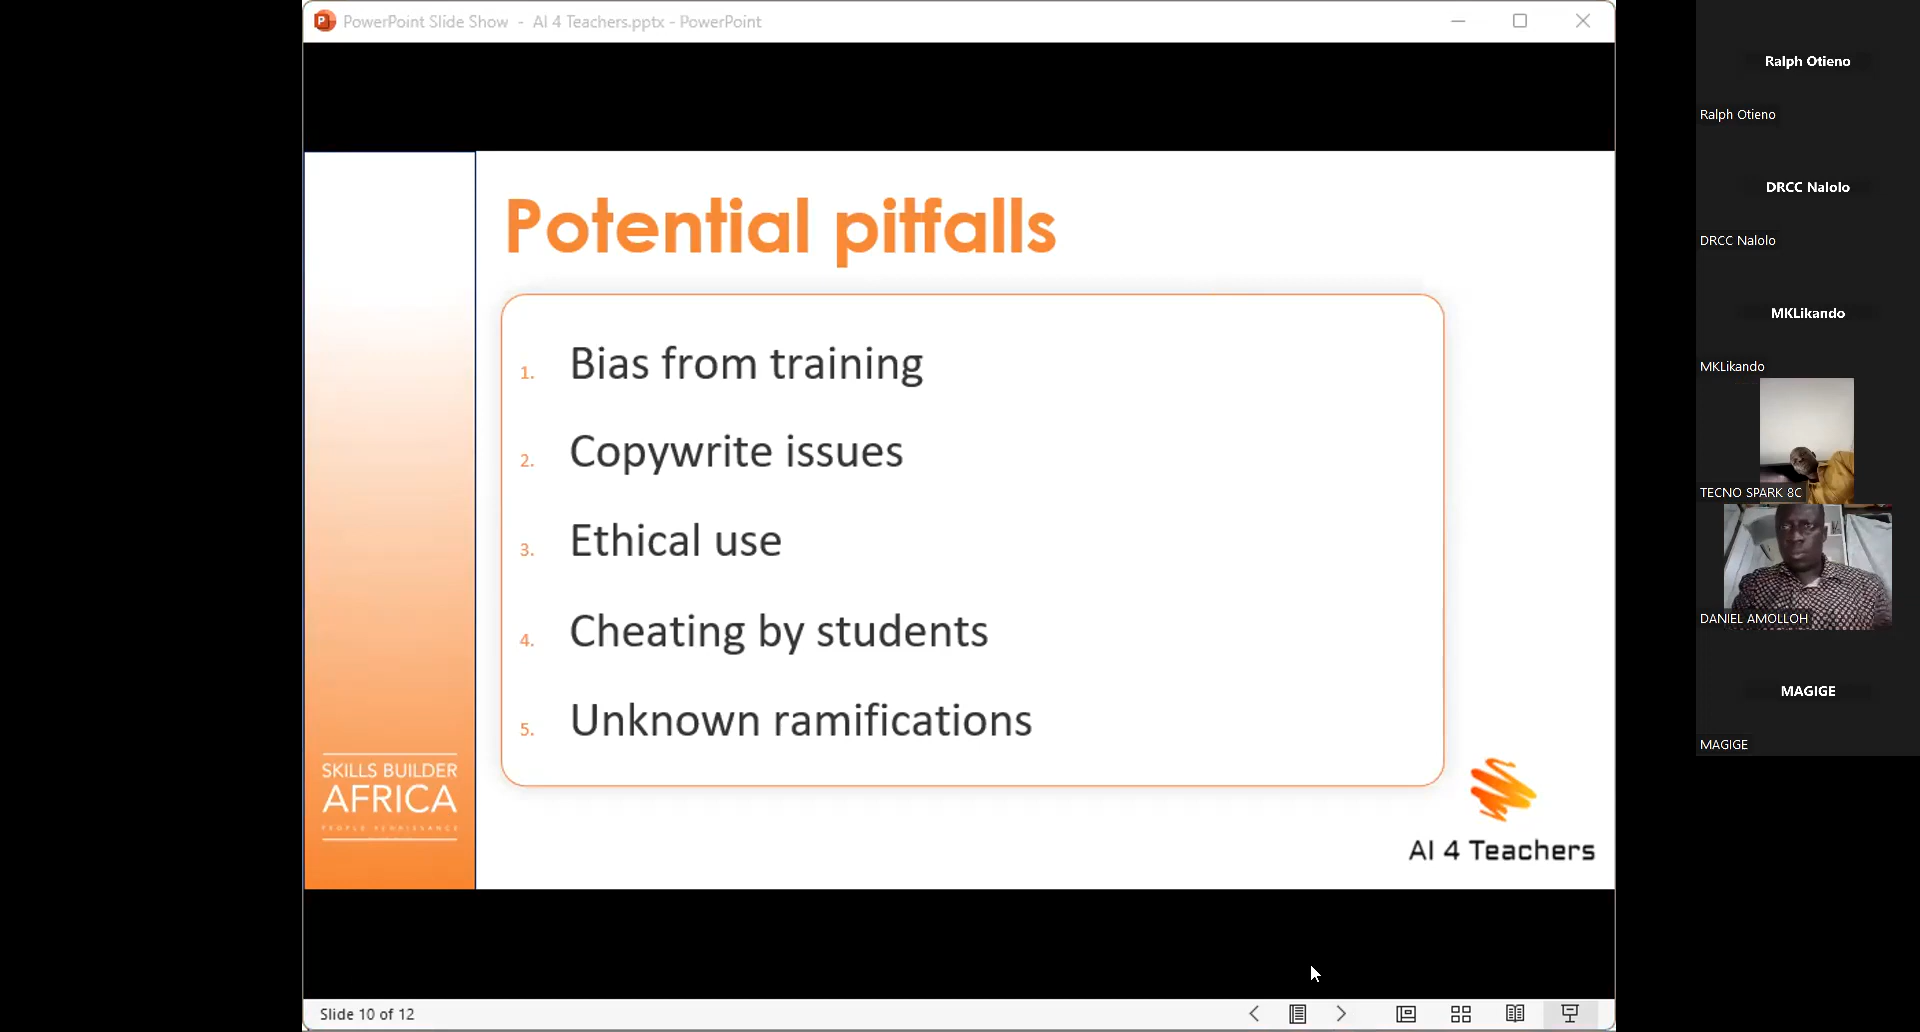 PowerPoint Slide Show - AI 4 Teachers.pptx - PowerPoint
Potential pitfalls
1. Bias from training
2. Copywrite issues
3. Ethical use
4. Cheating by students
5. Unknown ramifications
SKILLS BUILDER
AFRICA
PEOPLE RENAISSANCE
AI 4 Teachers
Slide 10 of 12
Ralph Otieno
Ralph Otieno
DRCC Nalolo
DRCC Nalolo
MKLikando
MKLikando
TECNO SPARK 8C
DANIEL AMOLLOH
MAGIGE
MAGIGE